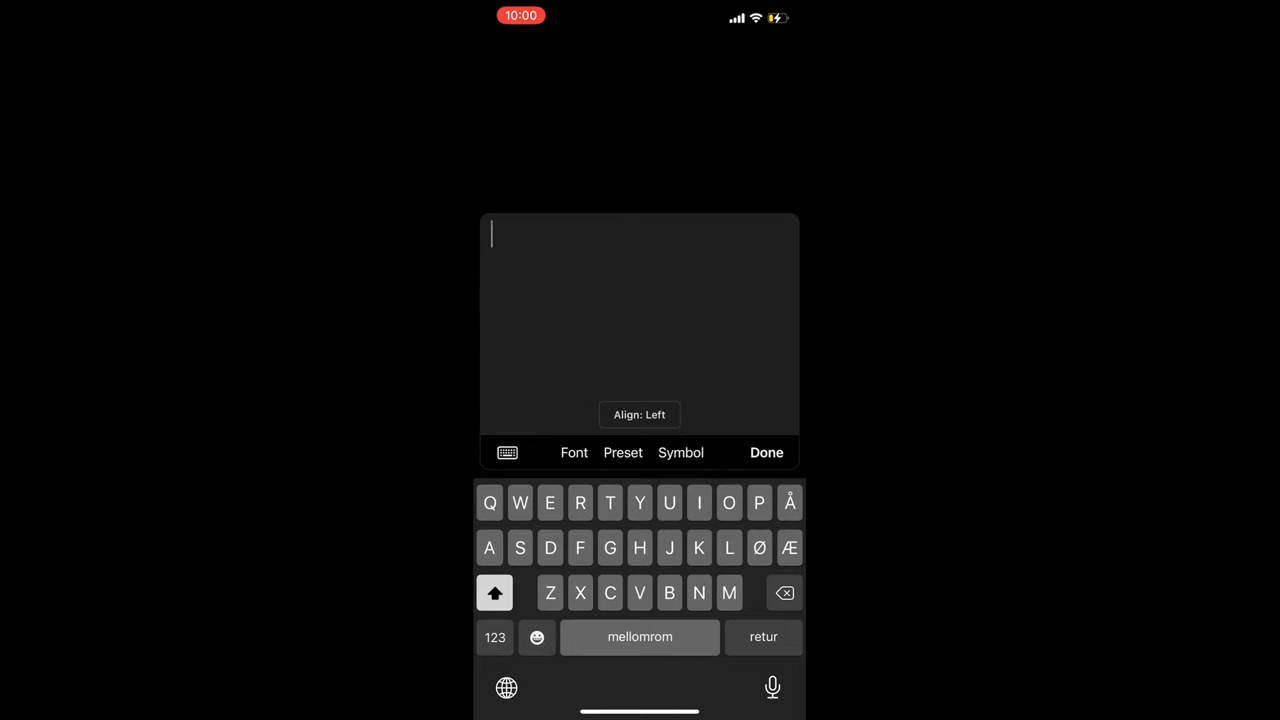 10:00
Align: Left
Font Preset Symbol Done
Q W E R T Y U I O P Å
A S D F G H J K L Ø Æ
Z X C V B N M
123 mellomrom retur